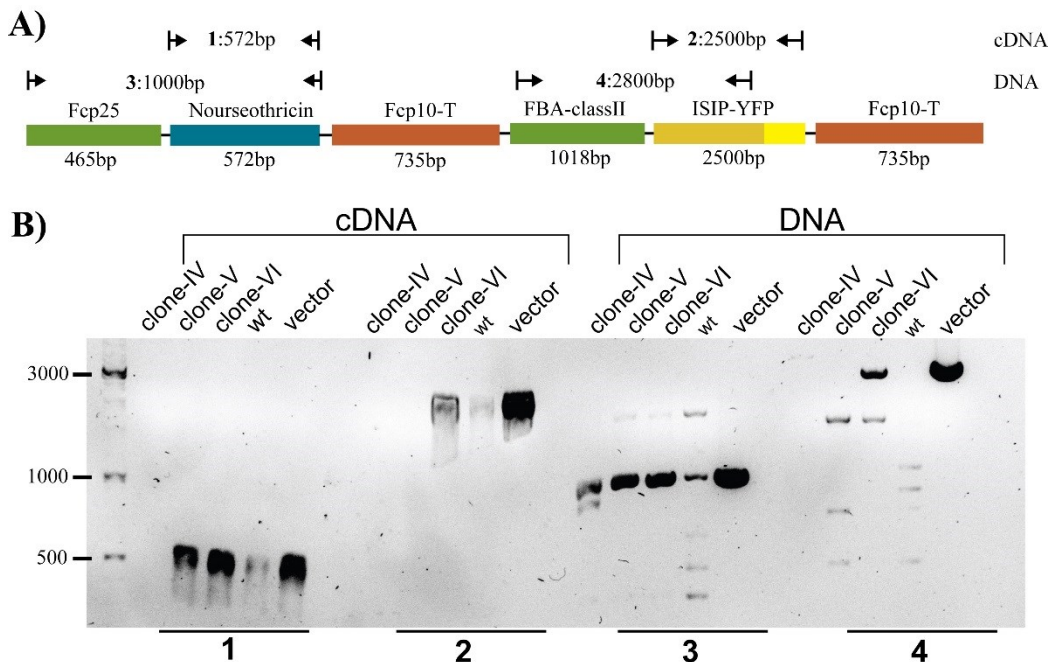 A)
1:572bp 2:2500bp cDNA
3:1000bp 4:2800bp DNA
Fcp25 Nourseothricin Fcp10-T FBA-classII ISIP-YFP Fcp10-T
465bp 572bp 735bp 1018bp 2500bp 735bp
B)
cDNA DNA
clone-IV clone-V clone-VI wt vector clone-IV clone-V clone-VI wt vector clone-IV clone-V clone-VI wt vector clone-IV clone-V clone-VI wt vector
3000
1000
500
1 2 3 4